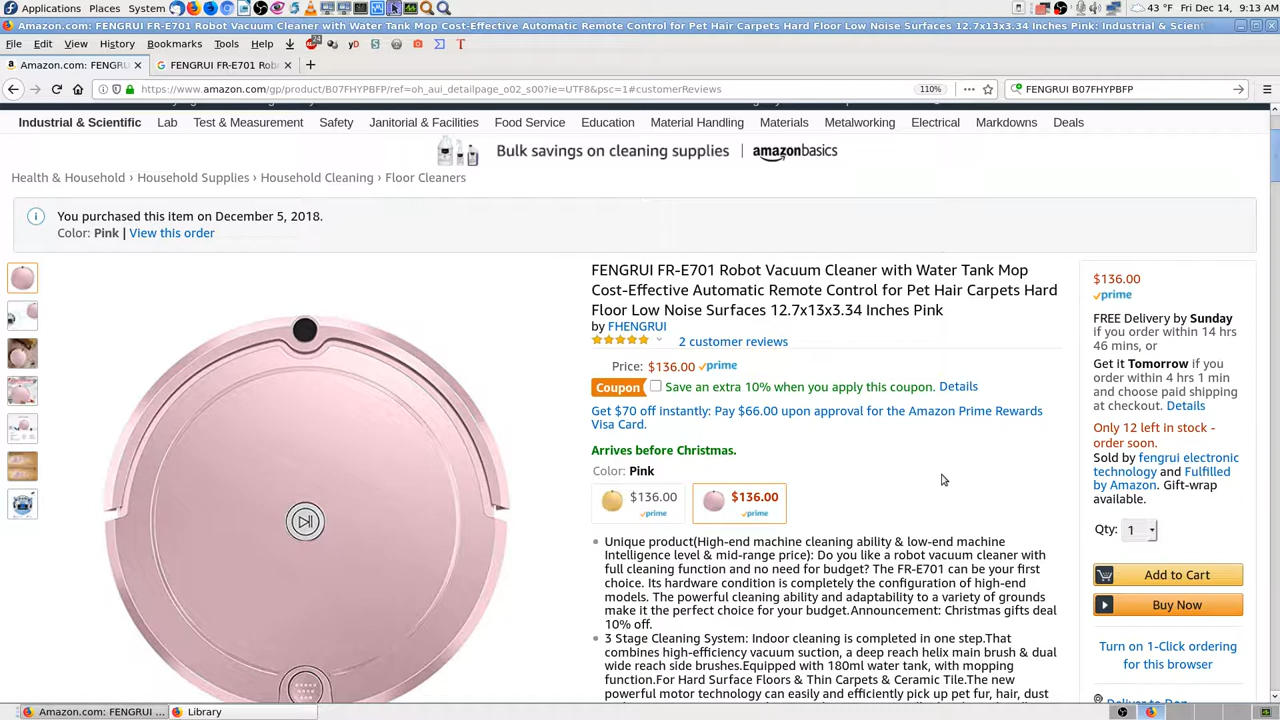 Applications Places System 43 °F Fri Dec 14, 9:13 AM
Amazon.com: FENGRUI FR-E701 Robot Vacuum Cleaner with Water Tank Mop Cost-Effective Automatic Remote Control for Pet Hair Carpets Hard Floor Low Noise Surfaces 12.7x13x3.34 Inches Pink: Industrial & Scient
File Edit View History Bookmarks Tools Help
Amazon.com: FENGRU × FENGRUI FR-E701 Rob × +
https://www.amazon.com/gp/product/B07FHYPBFP/ref=oh_aui_detailpage_o02_s00?ie=UTF8&psc=1#customerReviews 110% FENGRUI B07FHYPBFP
Industrial & Scientific Lab Test & Measurement Safety Janitorial & Facilities Food Service Education Material Handling Materials Metalworking Electrical Markdowns Deals
Bulk savings on cleaning supplies | amazonbasics
Health & Household › Household Supplies › Household Cleaning › Floor Cleaners
You purchased this item on December 5, 2018.
Color: Pink | View this order
FENGRUI FR-E701 Robot Vacuum Cleaner with Water Tank Mop
Cost-Effective Automatic Remote Control for Pet Hair Carpets Hard
Floor Low Noise Surfaces 12.7x13x3.34 Inches Pink
by FHENGRUI
2 customer reviews
Price: $136.00 prime
Coupon Save an extra 10% when you apply this coupon. Details
Get $70 off instantly: Pay $66.00 upon approval for the Amazon Prime Rewards
Visa Card.
Arrives before Christmas.
Color: Pink
$136.00 prime $136.00 prime
Unique product(High-end machine cleaning ability & low-end machine
Intelligence level & mid-range price): Do you like a robot vacuum cleaner with
full cleaning function and no need for budget? The FR-E701 can be your first
choice. Its hardware condition is completely the configuration of high-end
models. The powerful cleaning ability and adaptability to a variety of grounds
make it the perfect choice for your budget.Announcement: Christmas gifts deal
10% off.
3 Stage Cleaning System: Indoor cleaning is completed in one step.That
combines high-efficiency vacuum suction, a deep reach helix main brush & dual
wide reach side brushes.Equipped with 180ml water tank, with mopping
function.For Hard Surface Floors & Thin Carpets & Ceramic Tile.The new
powerful motor technology can easily and efficiently pick up pet fur, hair, dust
$136.00
prime
FREE Delivery by Sunday
if you order within 14 hrs
46 mins, or
Get it Tomorrow if you
order within 4 hrs 1 min
and choose paid shipping
at checkout. Details
Only 12 left in stock -
order soon.
Sold by fengrui electronic
technology and Fulfilled
by Amazon. Gift-wrap
available.
Qty: 1
Add to Cart
Buy Now
Turn on 1-Click ordering
for this browser
Amazon.com: FENGRUI ... Library